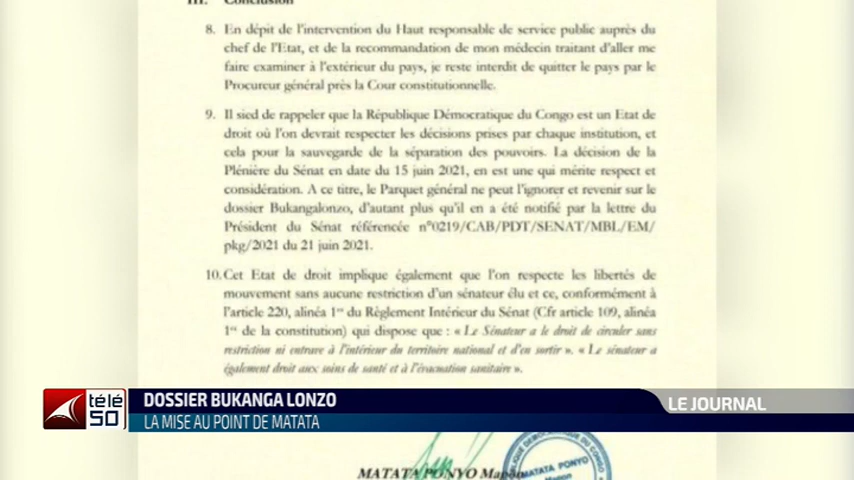 III. Conclusion
8. En dépit de l'intervention du Haut responsable de service public auprès du
chef de l'Etat, et de la recommandation de mon médecin traitant d'aller me
faire examiner à l'extérieur du pays, je reste interdit de quitter le pays par le
Procureur général près la Cour constitutionnelle.
9. Il sied de rappeler que la République Démocratique du Congo est un Etat de
droit où l'on devrait respecter les décisions prises par chaque institution, et
cela pour la sauvegarde de la séparation des pouvoirs. La décision de la
Plénière du Sénat en date du 15 juin 2021, en est une qui mérite respect et
considération. A ce titre, le Parquet général ne peut l'ignorer et revenir sur le
dossier Bukangalonzo, d'autant plus qu'il en a été notifié par la lettre du
Président du Sénat référencée n°0219/CAB/PDT/SENAT/MBL/EM/
pkg/2021 du 21 juin 2021.
10. Cet Etat de droit implique également que l'on respecte les libertés de
mouvement sans aucune restriction d'un sénateur élu et ce, conformément à
l'article 220, alinéa 1er du Règlement Intérieur du Sénat (Cfr article 109, alinéa
1er de la constitution) qui dispose que : « Le Sénateur a le droit de circuler sans
restriction ni entrave à l'intérieur du territoire national et d'en sortir ». « Le sénateur a
également droit aux soins de santé et à l'évacuation sanitaire ».
télé 50
DOSSIER BUKANGA LONZO
LE JOURNAL
LA MISE AU POINT DE MATATA
MATATA PONYO Mapon
REPUBLIQUE DEMOCRATIQUE DU CONGO
MATATA PONYO
Mapon